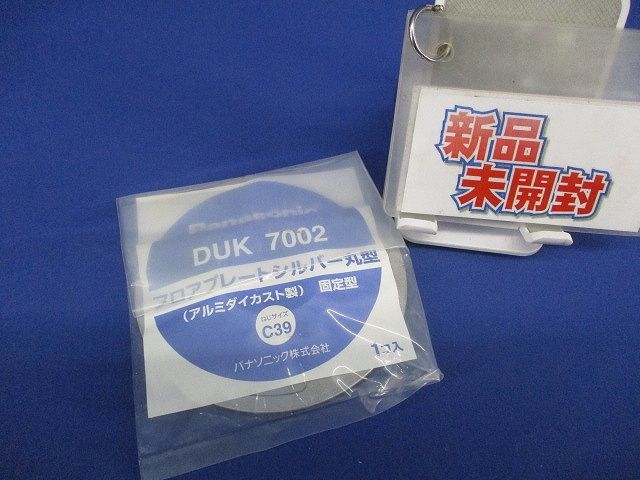 Panasonic
DUK 7002
フロアプレートシルバー丸型
(アルミダイカスト製) 固定型
ねじサイズ
C39
パナソニック株式会社
1コ入
新品
未開封